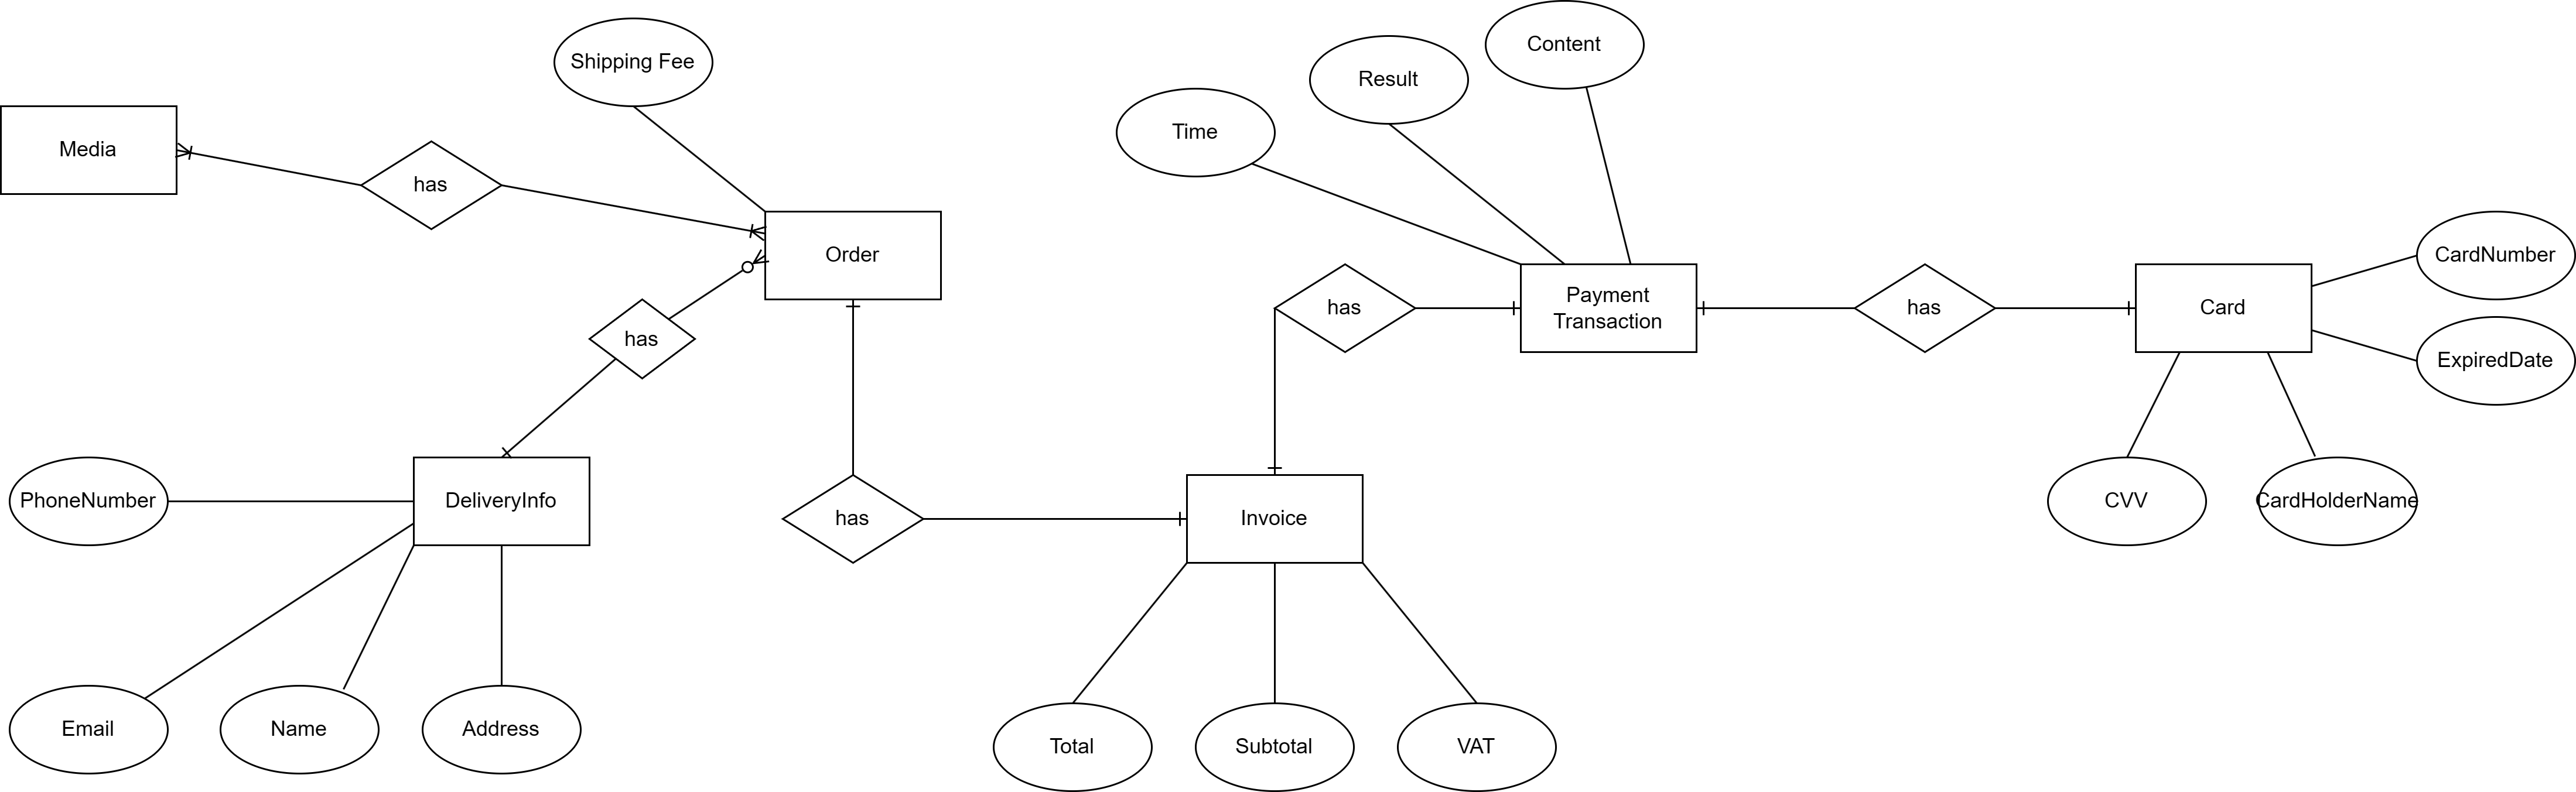 Content
Shipping Fee
Result
Time
Media
has
Order
CardNumber
has
Payment
Transaction
has
Card
has
ExpiredDate
PhoneNumber
DeliveryInfo
has
Invoice
CVV
CardHolderName
Email
Name
Address
Total
Subtotal
VAT